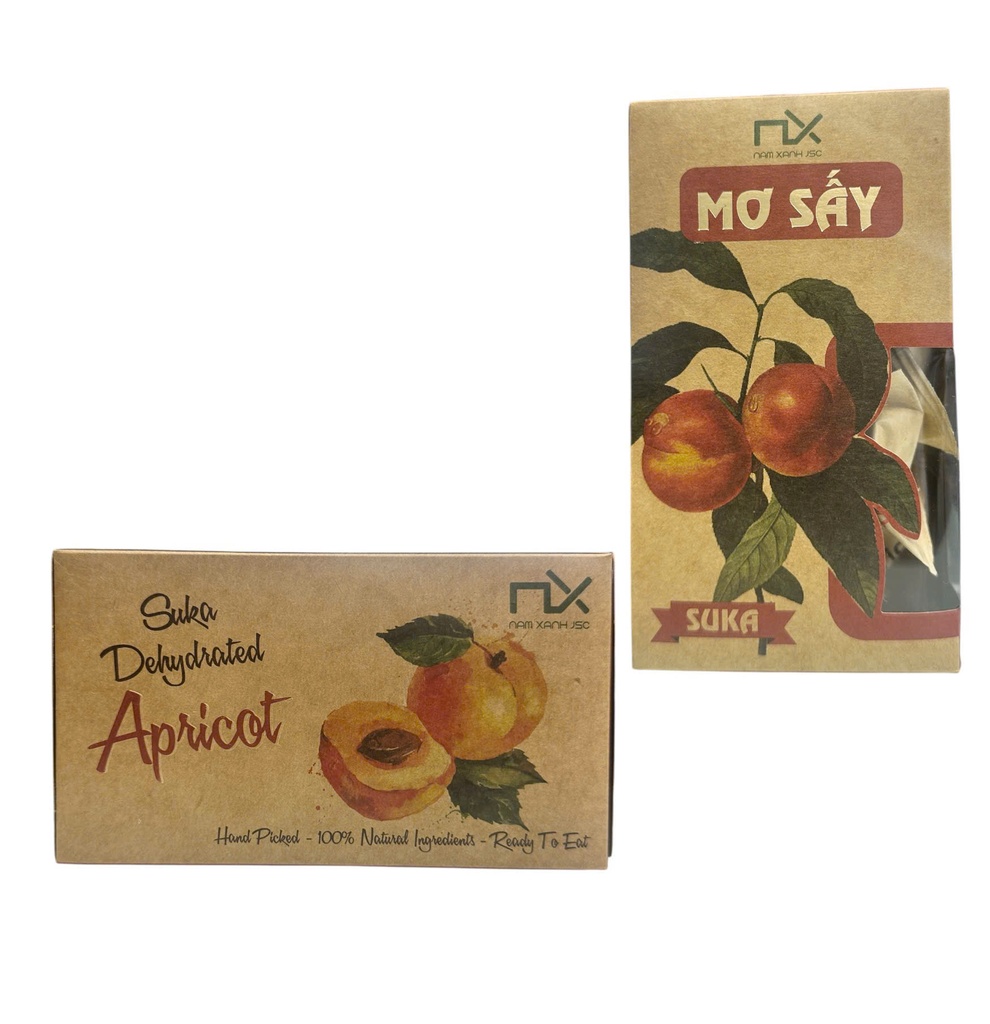 NAM XANH JSC
MƠ SẤY
SUKA
Suka
Dehydrated
Apricot
NAM XANH JSC
Hand Picked - 100% Natural Ingredients - Ready To Eat